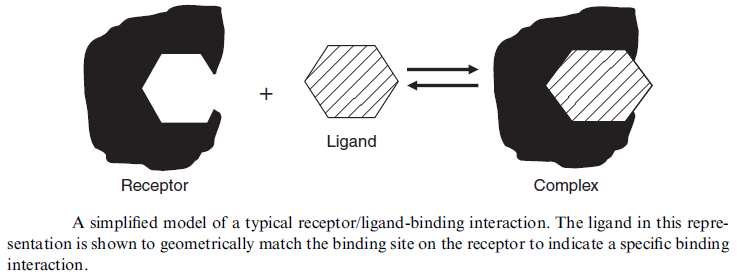 +
Ligand
Receptor
Complex
A simplified model of a typical receptor/ligand-binding interaction. The ligand in this repre-
sentation is shown to geometrically match the binding site on the receptor to indicate a specific binding
interaction.